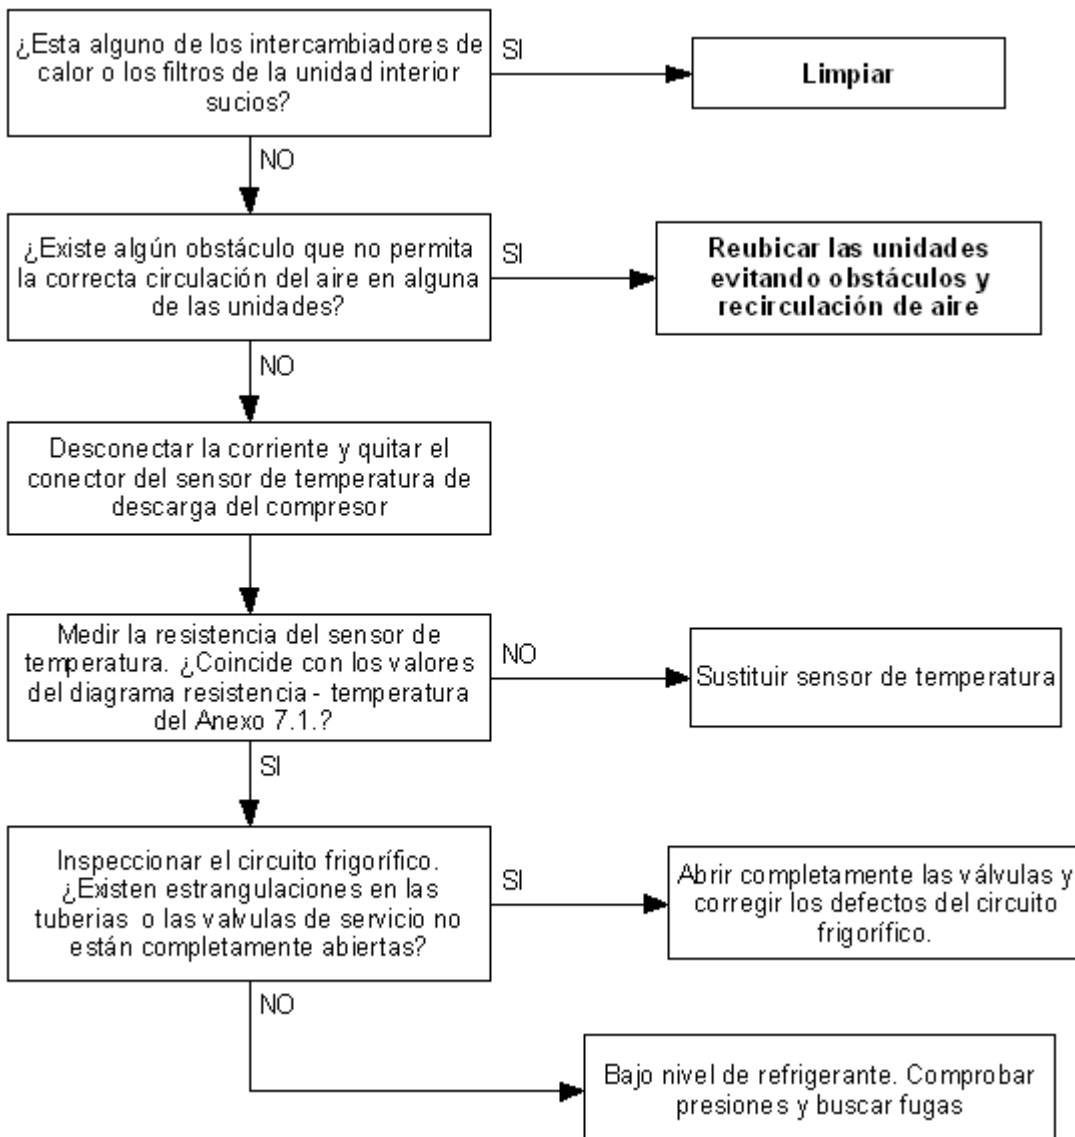 ¿Esta alguno de los intercambiadores de
calor o los filtros de la unidad interior
sucios?
SI
Limpiar
NO
¿Existe algún obstáculo que no permita
la correcta circulación del aire en alguna
de las unidades?
SI
Reubicar las unidades
evitando obstáculos y
recirculación de aire
NO
Desconectar la corriente y quitar el
conector del sensor de temperatura de
descarga del compresor
Medir la resistencia del sensor de
temperatura. ¿Coincide con los valores
del diagrama resistencia - temperatura
del Anexo 7.1.?
NO
Sustituir sensor de temperatura
SI
Inspeccionar el circuito frigorífico.
¿Existen estrangulaciones en las
tuberias o las valvulas de servicio no
están completamente abiertas?
SI
Abrir completamente las válvulas y
corregir los defectos del circuito
frigorífico.
NO
Bajo nivel de refrigerante. Comprobar
presiones y buscar fugas